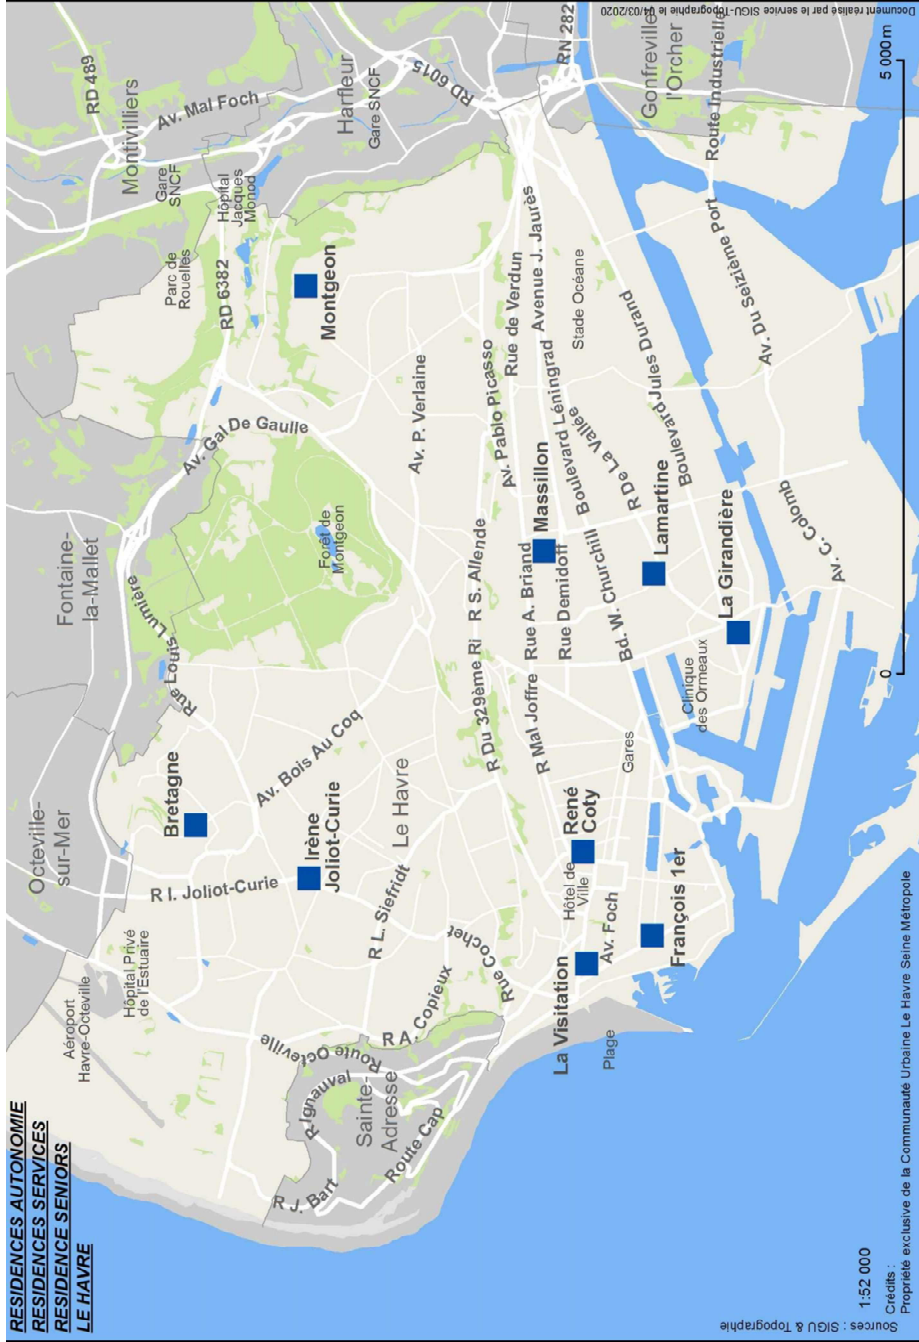 RESIDENCES AUTONOMIE
RESIDENCES SERVICES
RESIDENCE SENIORS
LE HAVRE
Octeville-
sur-Mer
Fontaine-
la-Mallet
Montivilliers
RD 489
Av. Mal Foch
Gare
SNCF
Harfleur
Gare SNCF
Hôpital
Jacques
Monod
Parc de
Rouelles
RD 6382
RD 6015
RN 282
Gonfreville
l'Orcher
Route Industrielle
Aéroport
Havre-Octeville
Hôpital Privé
de l'Estuaire
R I. Joliot-Curie
Bretagne
Rue Louis Lumière
Av. Gal De Gaulle
Forêt de
Montgeon
Montgeon
Av. Bois Au Coq
Irène
Joliot-Curie
Le Havre
R L. Siefridt
Av. P. Verlaine
R J. Bart
R Ignauval
Sainte-
Adresse
Route Cap
Route Octeville
R A. Copieux
Rue Cochet
R Du 329ème Ri
R S. Allende
Av. Pablo Picasso
Rue de Verdun
Avenue J. Jaurès
Stade Océane
R Mal Joffre
Rue A. Briand
Massillon
Rue Demidoff
Boulevard Léningrad
R De La Vallée
Bd. W. Churchill
Boulevard Jules Durand
Lamartine
La Girandière
Clinique
des Ormeaux
Gares
René
Coty
Hôtel de
Ville
Av. Foch
La Visitation
Plage
François 1er
Av. C. Colomb
Av. Du Seizième Port
0
5 000 m
1:52 000
Crédits :
Propriété exclusive de la Communauté Urbaine Le Havre Seine Métropole
Sources : SIGU & Topographie
Document réalisé par le service SIGU-Topographie le 04/03/2020